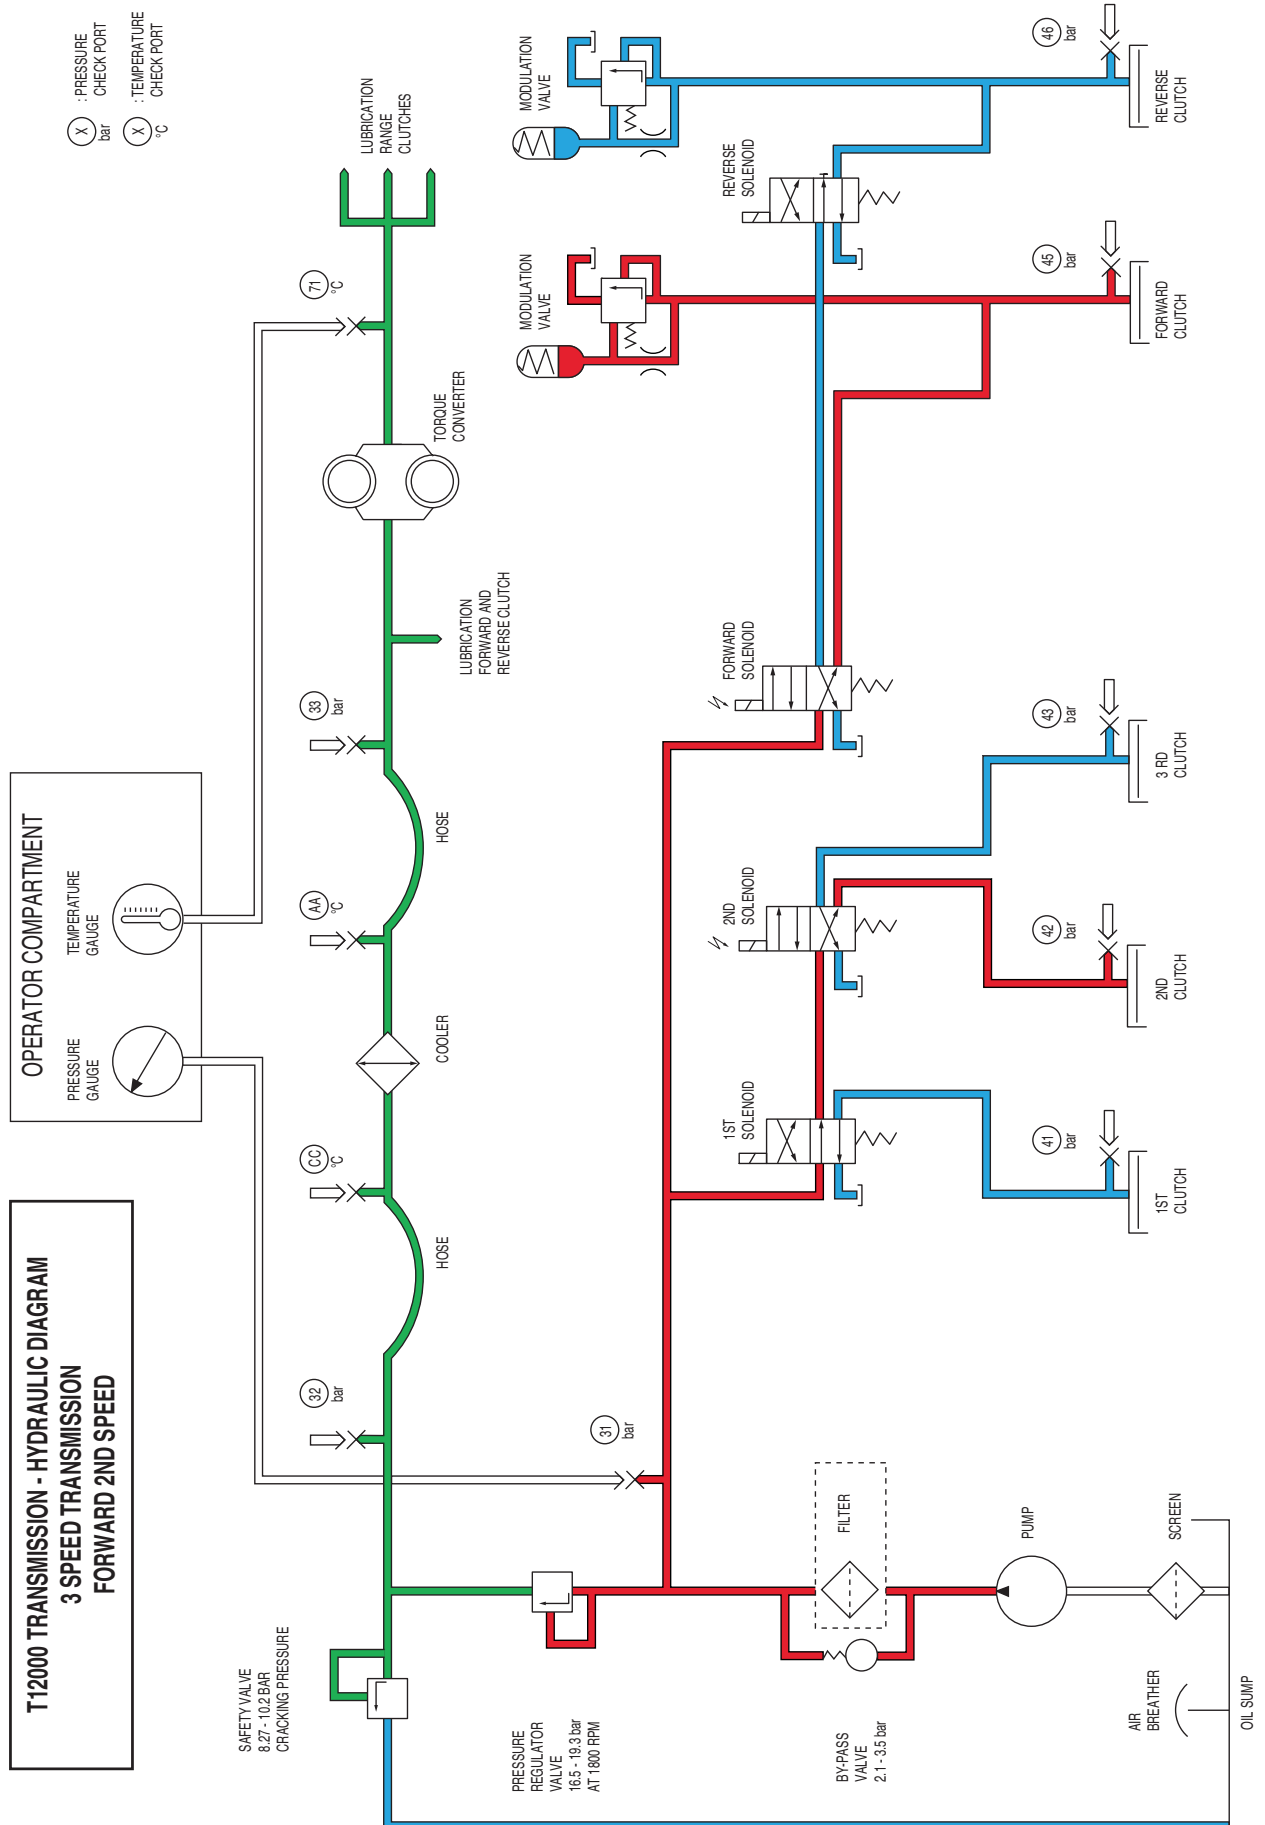 T12000 TRANSMISSION - HYDRAULIC DIAGRAM
3 SPEED TRANSMISSION
FORWARD 2ND SPEED
OPERATOR COMPARTMENT
PRESSURE
GAUGE
TEMPERATURE
GAUGE
X
bar
: PRESSURE
CHECK PORT
X
°C
: TEMPERATURE
CHECK PORT
SAFETY VALVE
8.27 - 10.2 BAR
CRACKING PRESSURE
32
bar
HOSE
CC
°C
COOLER
AA
°C
HOSE
33
bar
LUBRICATION
FORWARD AND
REVERSE CLUTCH
TORQUE
CONVERTER
71
°C
LUBRICATION
RANGE
CLUTCHES
PRESSURE
REGULATOR
VALVE
16.5 - 19.3 bar
AT 1800 RPM
31
bar
MODULATION
VALVE
MODULATION
VALVE
1ST
SOLENOID
2ND
SOLENOID
FORWARD
SOLENOID
REVERSE
SOLENOID
BY-PASS
VALVE
2.1 - 3.5 bar
FILTER
PUMP
SCREEN
AIR
BREATHER
OIL SUMP
41
bar
1ST
CLUTCH
42
bar
2ND
CLUTCH
43
bar
3 RD
CLUTCH
45
bar
FORWARD
CLUTCH
46
bar
REVERSE
CLUTCH